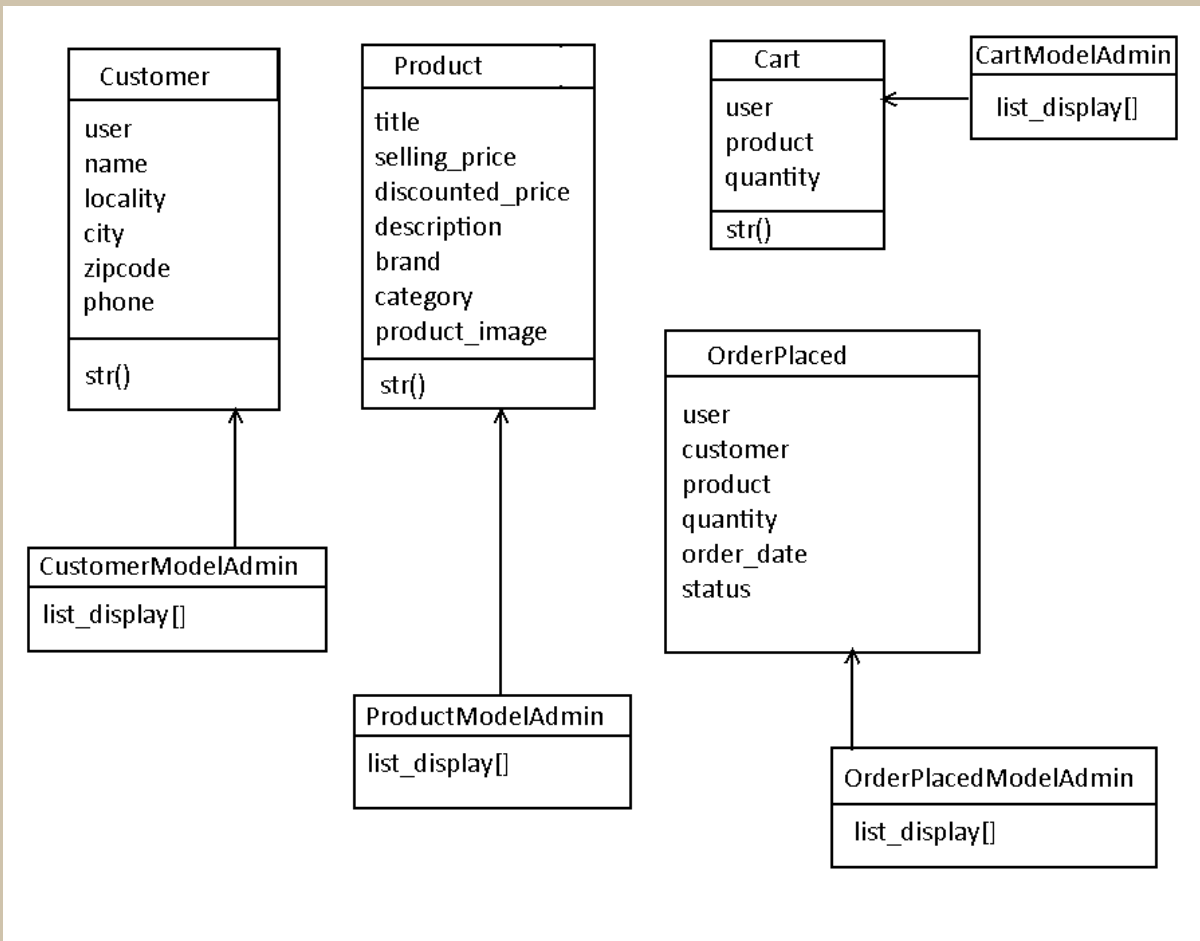 Customer
user
name
locality
city
zipcode
phone
str()
Product
title
selling_price
discounted_price
description
brand
category
product_image
str()
Cart
user
product
quantity
str()
CartModelAdmin
list_display[]
OrderPlaced
user
customer
product
quantity
order_date
status
CustomerModelAdmin
list_display[]
ProductModelAdmin
list_display[]
OrderPlacedModelAdmin
list_display[]